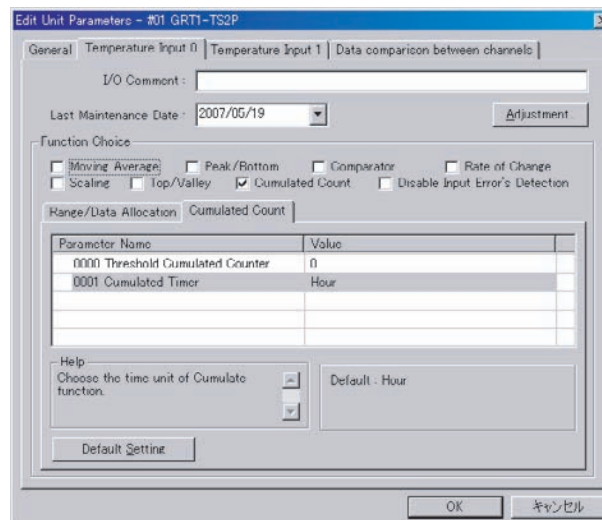 Edit Unit Parameters - #01 GRT1-TS2P
General Temperature Input 0 Temperature Input 1 Data comparison between channels
I/O Comment :
Last Maintenance Date : 2007/05/19 Adjustment..
Function Choice
Moving Average Peak/Bottom Comparator Rate of Change
Scaling Top/Valley Cumulated Count Disable Input Error's Detection
Range/Data Allocation Cumulated Count
Parameter Name Value
0000 Threshold Cumulated Counter 0
0001 Cumulated Timer Hour
Help
Choose the time unit of Cumulate
function.
Default : Hour
Default Setting
OK キャンセル